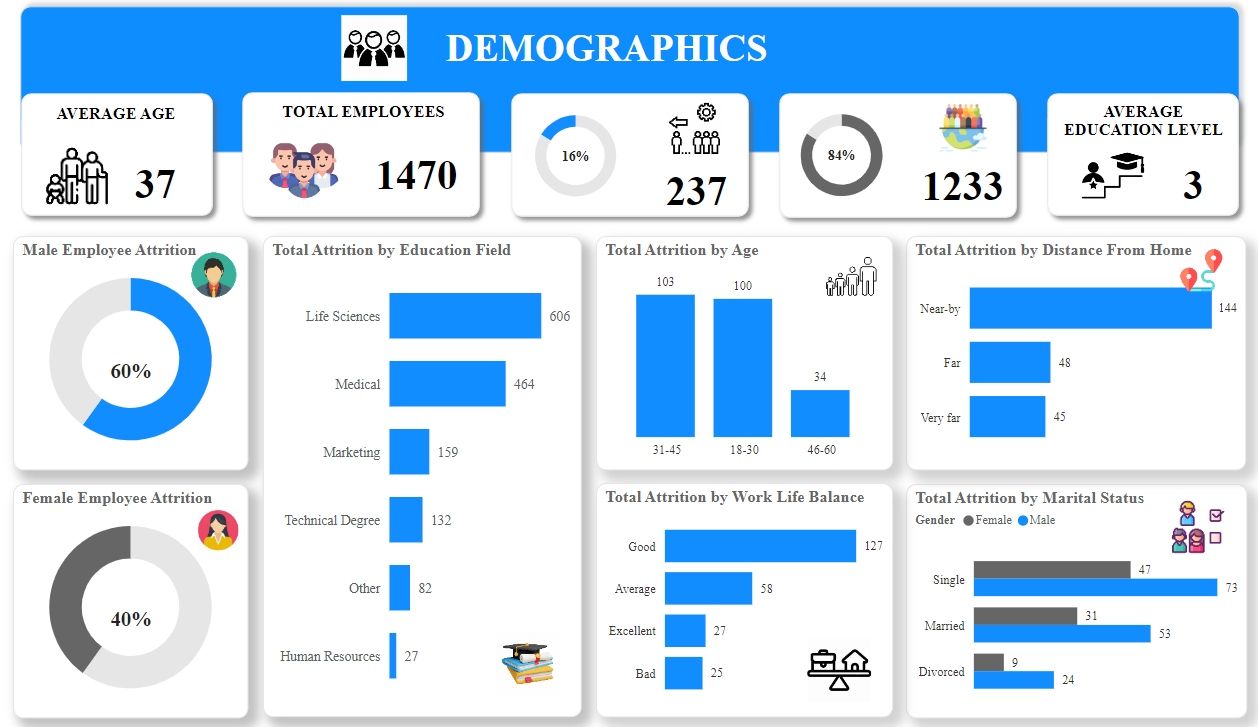 DEMOGRAPHICS
AVERAGE AGE
37
TOTAL EMPLOYEES
1470
16%
237
84%
1233
AVERAGE
EDUCATION LEVEL
3
Male Employee Attrition
60%
Female Employee Attrition
40%
Total Attrition by Education Field
Life Sciences 606
Medical 464
Marketing 159
Technical Degree 132
Other 82
Human Resources 27
Total Attrition by Age
103 100 34
31-45 18-30 46-60
Total Attrition by Work Life Balance
Good 127
Average 58
Excellent 27
Bad 25
Total Attrition by Distance From Home
Near-by 144
Far 48
Very far 45
Total Attrition by Marital Status
Gender Female Male
Single 47
73
Married 31
53
Divorced 9
24